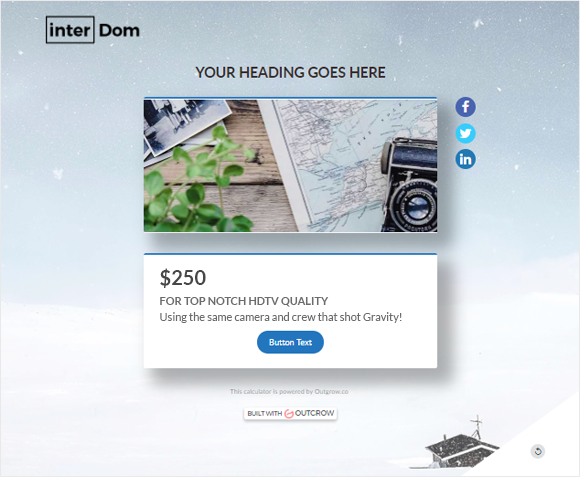 inter Dom
YOUR HEADING GOES HERE
$250
FOR TOP NOTCH HDTV QUALITY
Using the same camera and crew that shot Gravity!
Button Text
This calculator is powered by Outgrow.co
BUILT WITH OUTGROW